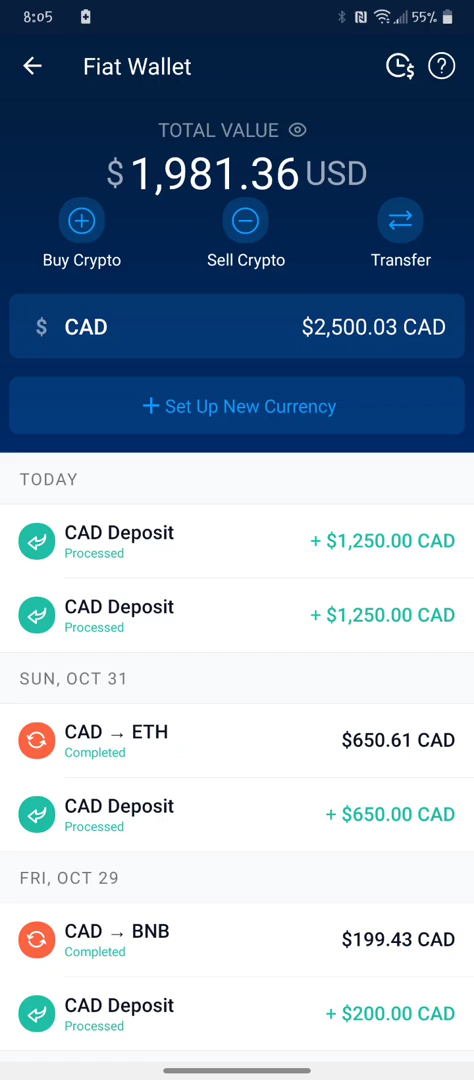 8:05 55%
Fiat Wallet
TOTAL VALUE
$ 1,981.36 USD
Buy Crypto Sell Crypto Transfer
$ CAD $2,500.03 CAD
+ Set Up New Currency
TODAY
CAD Deposit + $1,250.00 CAD
Processed
CAD Deposit + $1,250.00 CAD
Processed
SUN, OCT 31
CAD → ETH $650.61 CAD
Completed
CAD Deposit + $650.00 CAD
Processed
FRI, OCT 29
CAD → BNB $199.43 CAD
Completed
CAD Deposit + $200.00 CAD
Processed